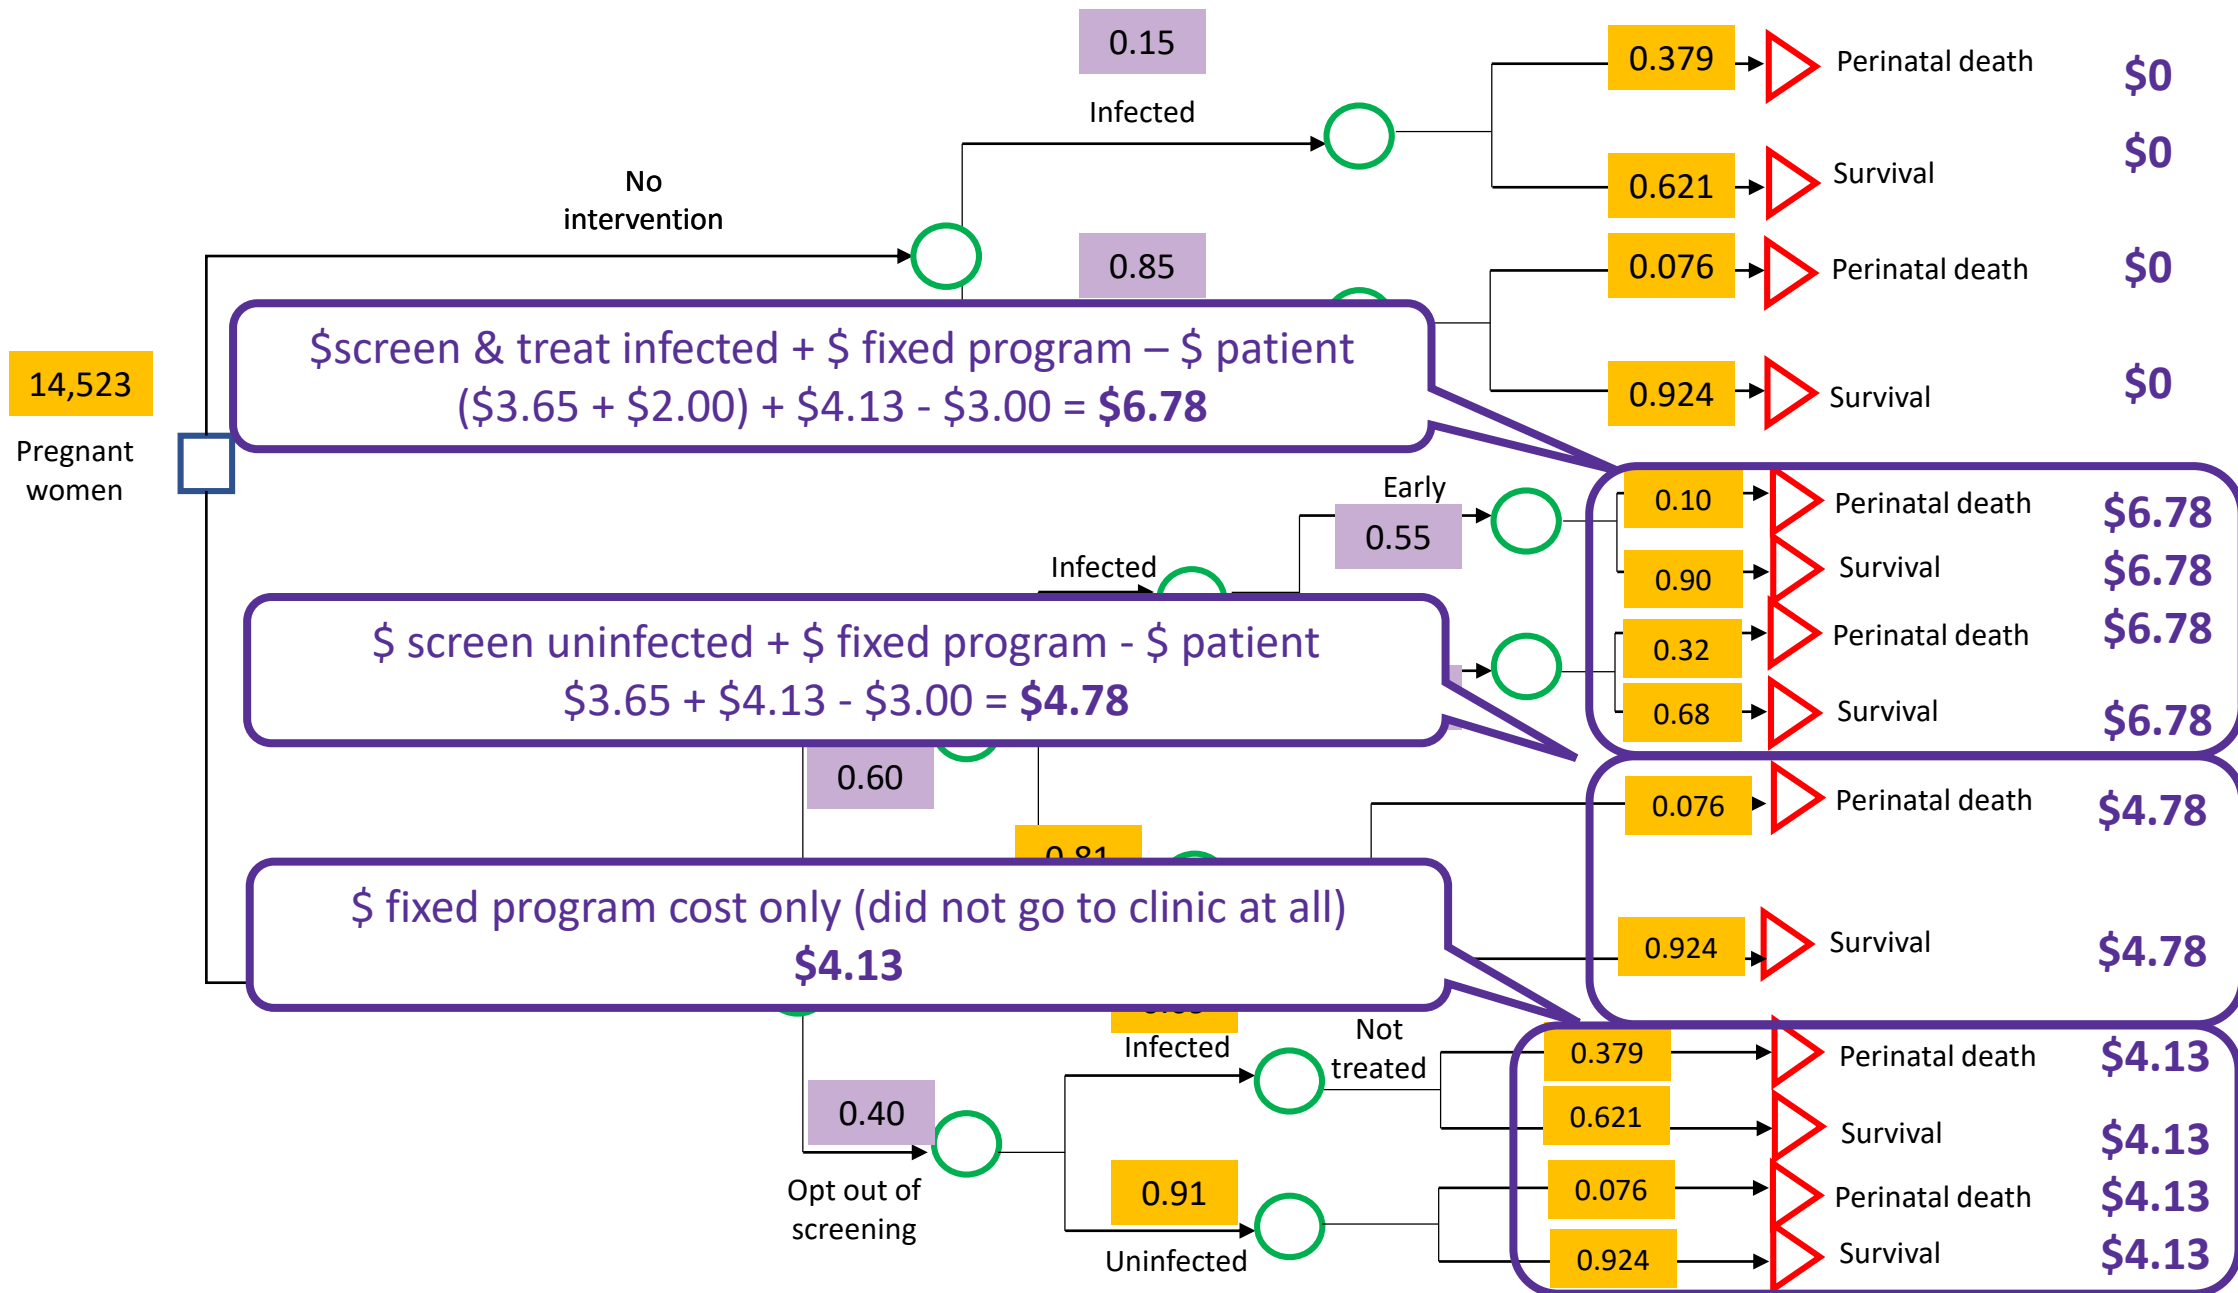 0.15
Infected
0.379
Perinatal death
$0
$0
0.621
Survival
No
intervention
0.85
0.076
Perinatal death
$0
0.924
Survival
$0
14,523
Pregnant
women
$screen & treat infected + $ fixed program – $ patient
($3.65 + $2.00) + $4.13 - $3.00 = $6.78
Early
0.55
Infected
0.10
Perinatal death
$6.78
0.90
Survival
$6.78
0.32
Perinatal death
$6.78
0.68
Survival
$6.78
$ screen uninfected + $ fixed program - $ patient
$3.65 + $4.13 - $3.00 = $4.78
0.60
0.81
0.076
Perinatal death
$4.78
0.924
Survival
$4.78
$ fixed program cost only (did not go to clinic at all)
$4.13
Infected
Not
treated
0.379
Perinatal death
$4.13
0.621
Survival
$4.13
0.40
Opt out of
screening
0.91
Uninfected
0.076
Perinatal death
$4.13
0.924
Survival
$4.13